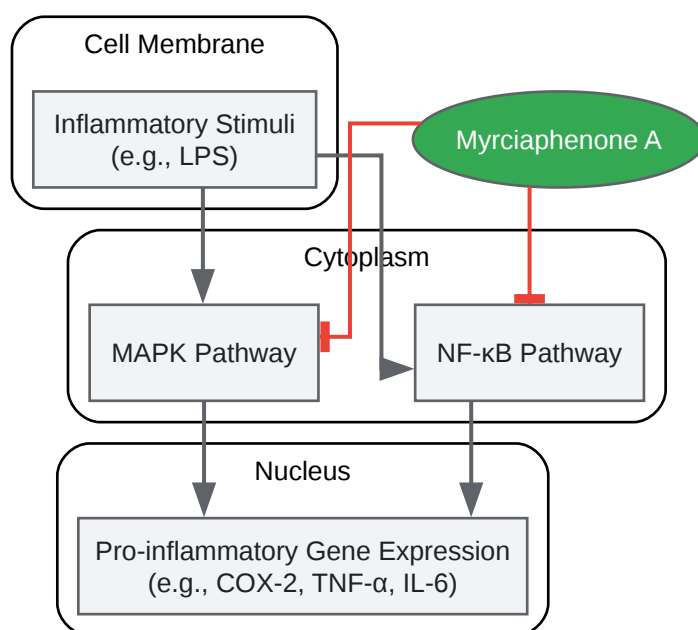 Cell Membrane
Inflammatory Stimuli
(e.g., LPS)
Myrciaphenone A
Cytoplasm
MAPK Pathway
NF-κB Pathway
Nucleus
Pro-inflammatory Gene Expression
(e.g., COX-2, TNF-α, IL-6)